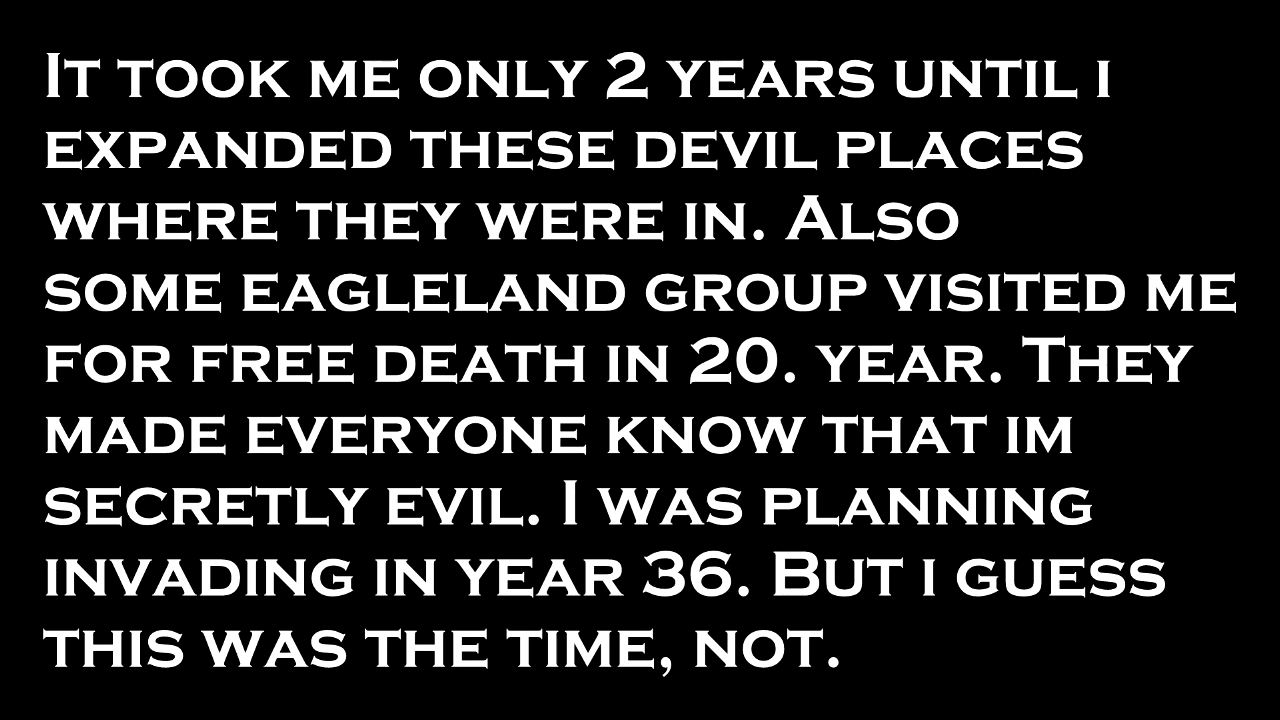 It took me only 2 years until i
expanded these devil places
where they were in. Also
some eagleland group visited me
for free death in 20. year. They
made everyone know that im
secretly evil. I was planning
invading in year 36. But i guess
this was the time, not.